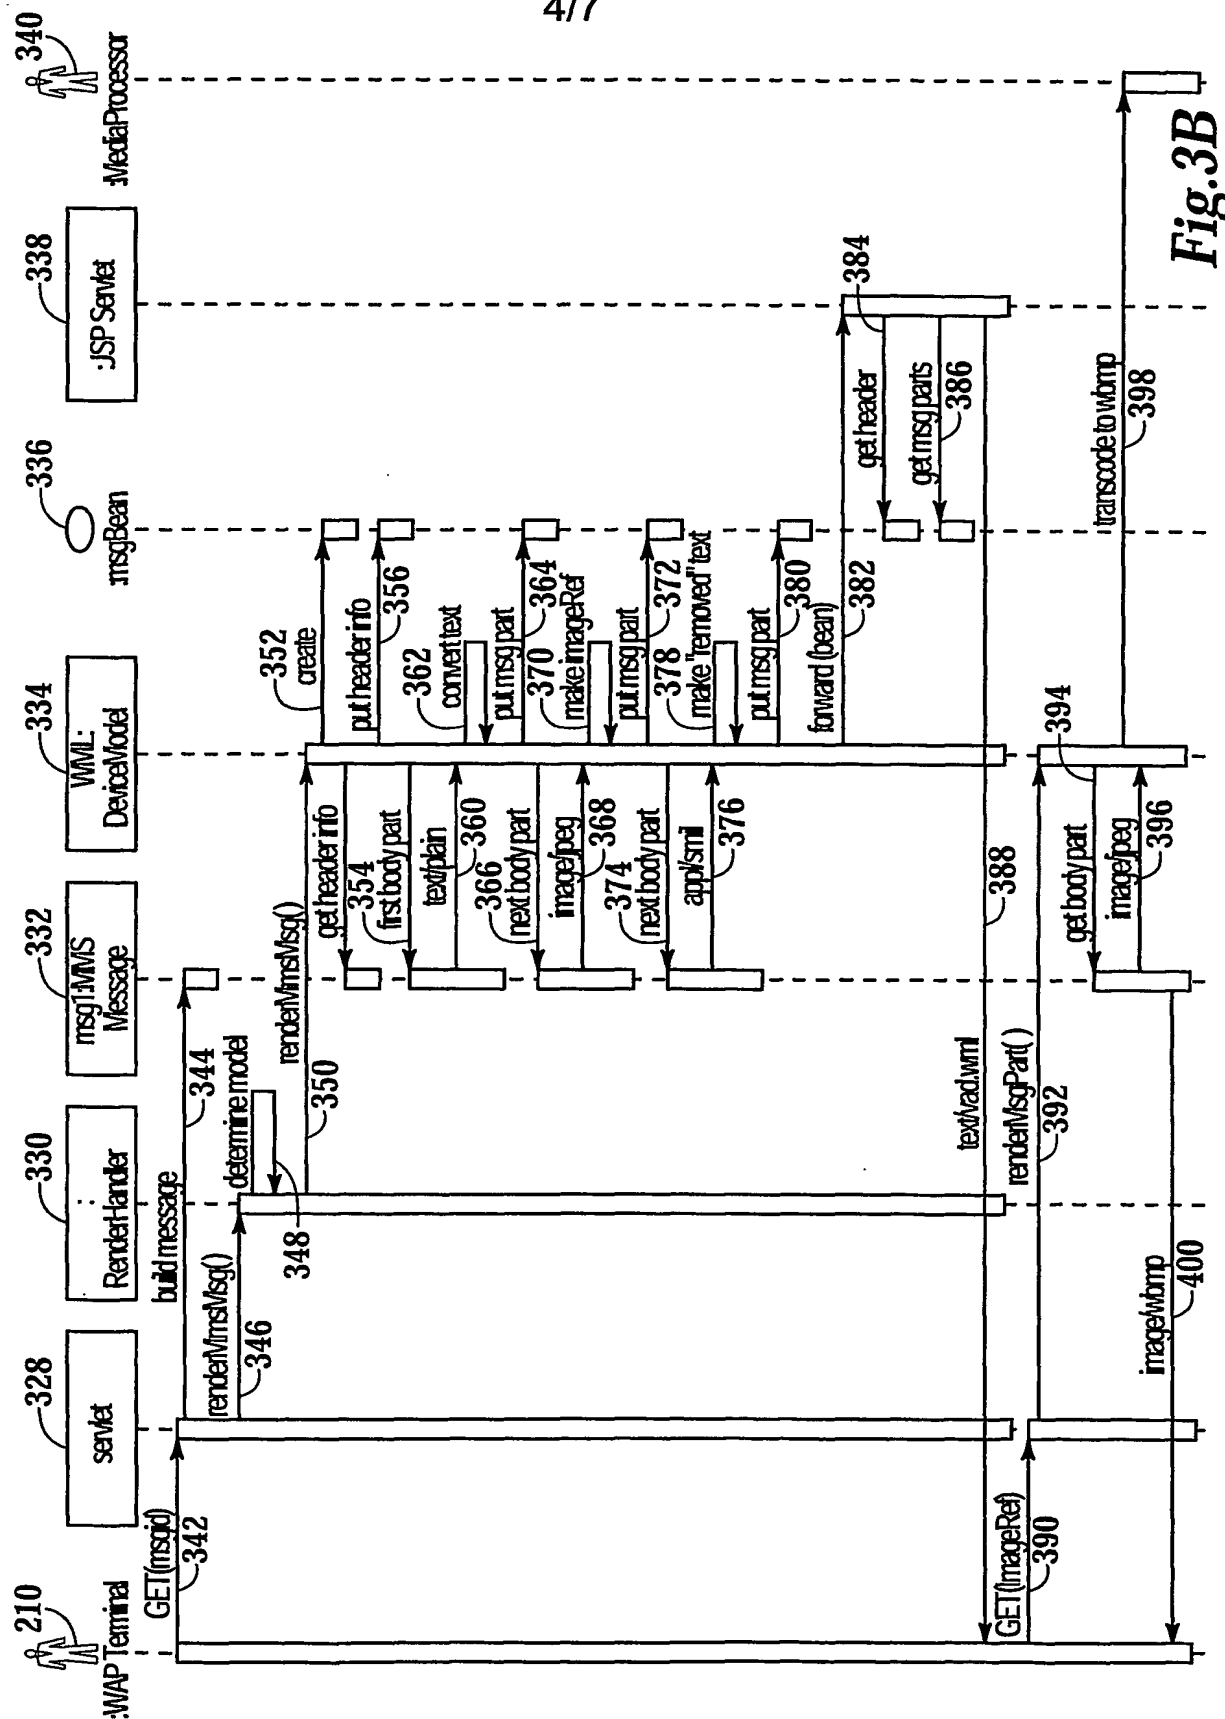 4/7
210
:WAP Terminal
328
servlet
330
:
RenderHandler
332
msg1:MMS
Message
334
WML:
DeviceModel
336
:msgBean
338
:JSP Servlet
340
:MediaProcessor
GET(msgid)
342
build message
344
renderMmsMsg()
346
determine model
348
renderMmsMsg()
350
352
create
get header info
354
put header info
356
first body part
text/plain
360
362
convert text
put msg part
364
366
next body part
image/jpeg
368
370
make imageRef
put msg part
372
374
next body part
appl/smil
376
378
make "removed" text
put msg part
380
forward (bean)
382
384
get header
get msg parts
386
text/vad.wml
388
GET(ImageRef)
390
renderMsgPart( )
392
394
get body part
image/jpeg
396
transcode to wbmp
398
image/wbmp
400
Fig.3B